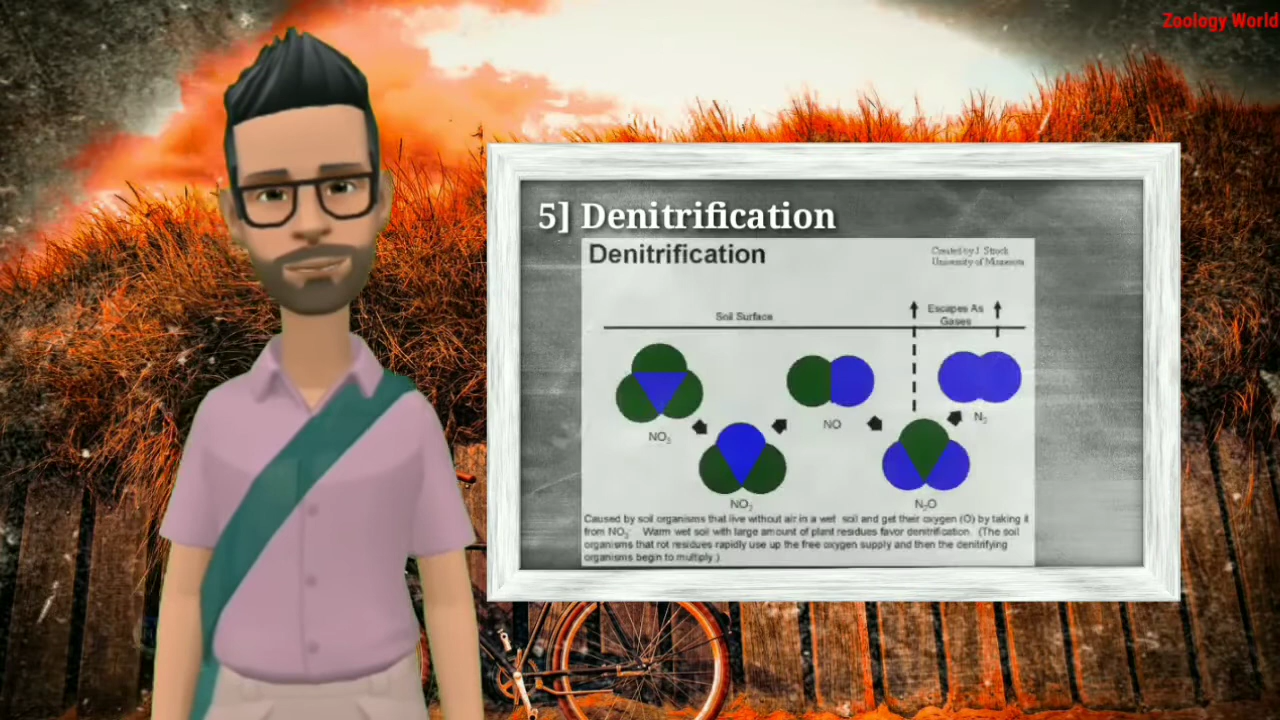 Zoology World
5] Denitrification
Denitrification
Created by J. Strock
University of Minnesota
Soil Surface
Escapes As
Gases
NO3
NO
N2
NO2
N2O
Caused by soil organisms that live without air in a wet soil and get their oxygen (O) by taking it
from NO3. Warm wet soil with large amount of plant residues favor denitrification. (The soil
organisms that rot residues rapidly use up the free oxygen supply and then the denitrifying
organisms begin to multiply.)